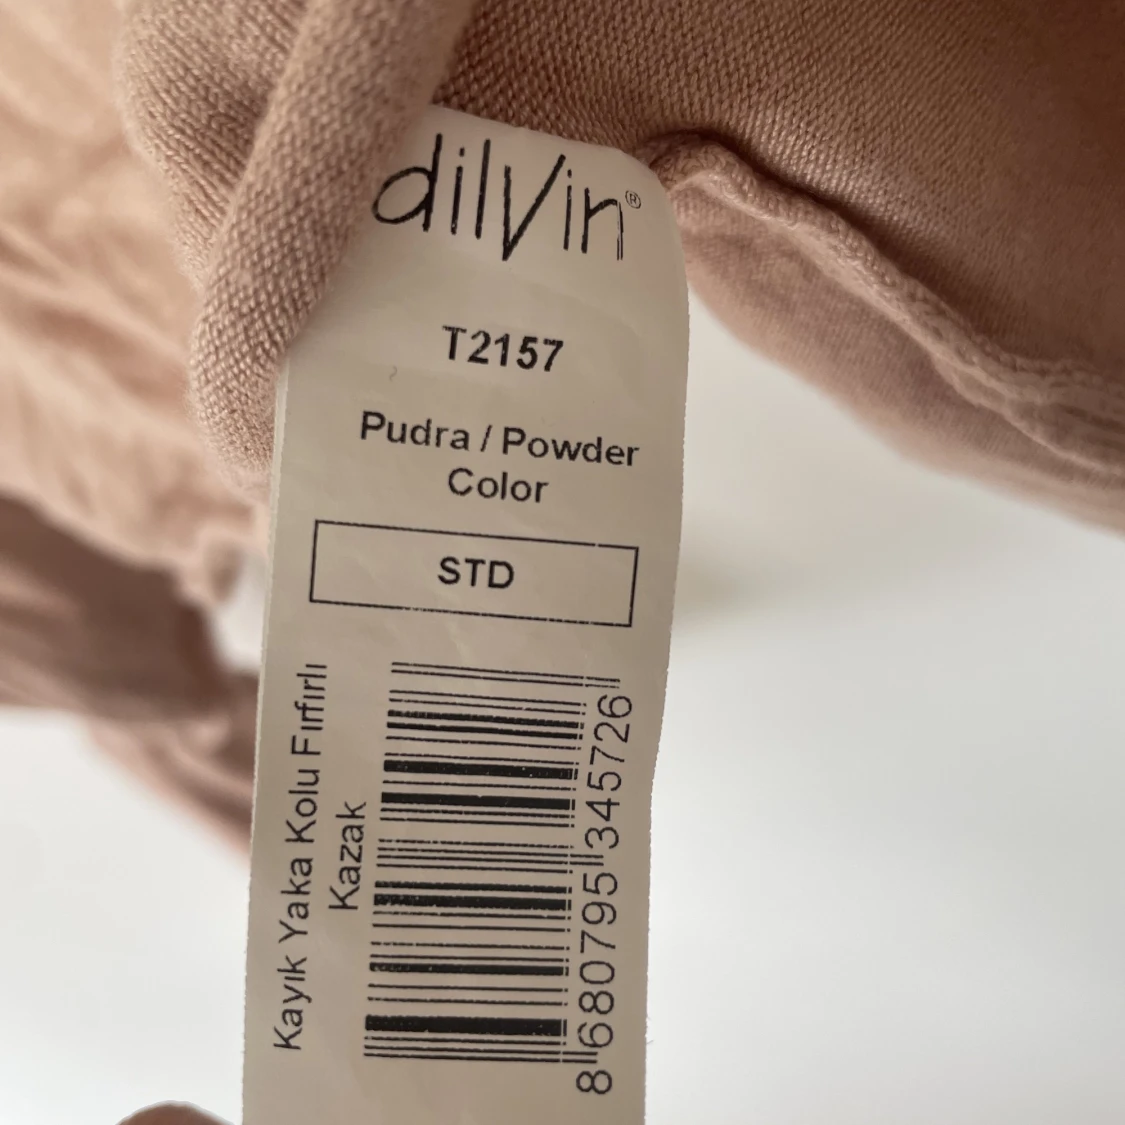 dilvin®
T2157
Pudra / Powder
Color
STD
Kayık Yaka Kolu Fırfırlı
Kazak
8 680795 345726